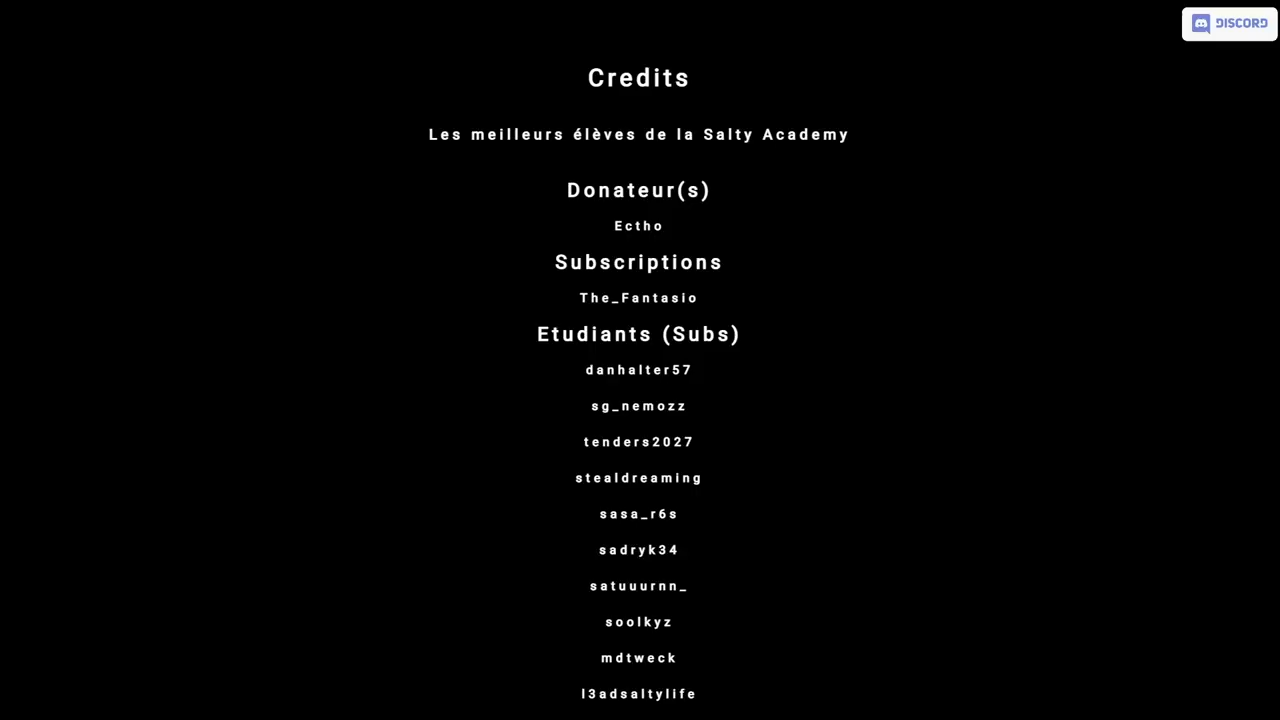 DISCORD
Credits
Les meilleurs élèves de la Salty Academy
Donateur(s)
Ectho
Subscriptions
The_Fantasio
Etudiants (Subs)
danhalter57
sg_nemozz
tenders2027
stealdreaming
sasa_r6s
sadryk34
satuuurnn_
soolkyz
mdtweck
l3adsaltylife